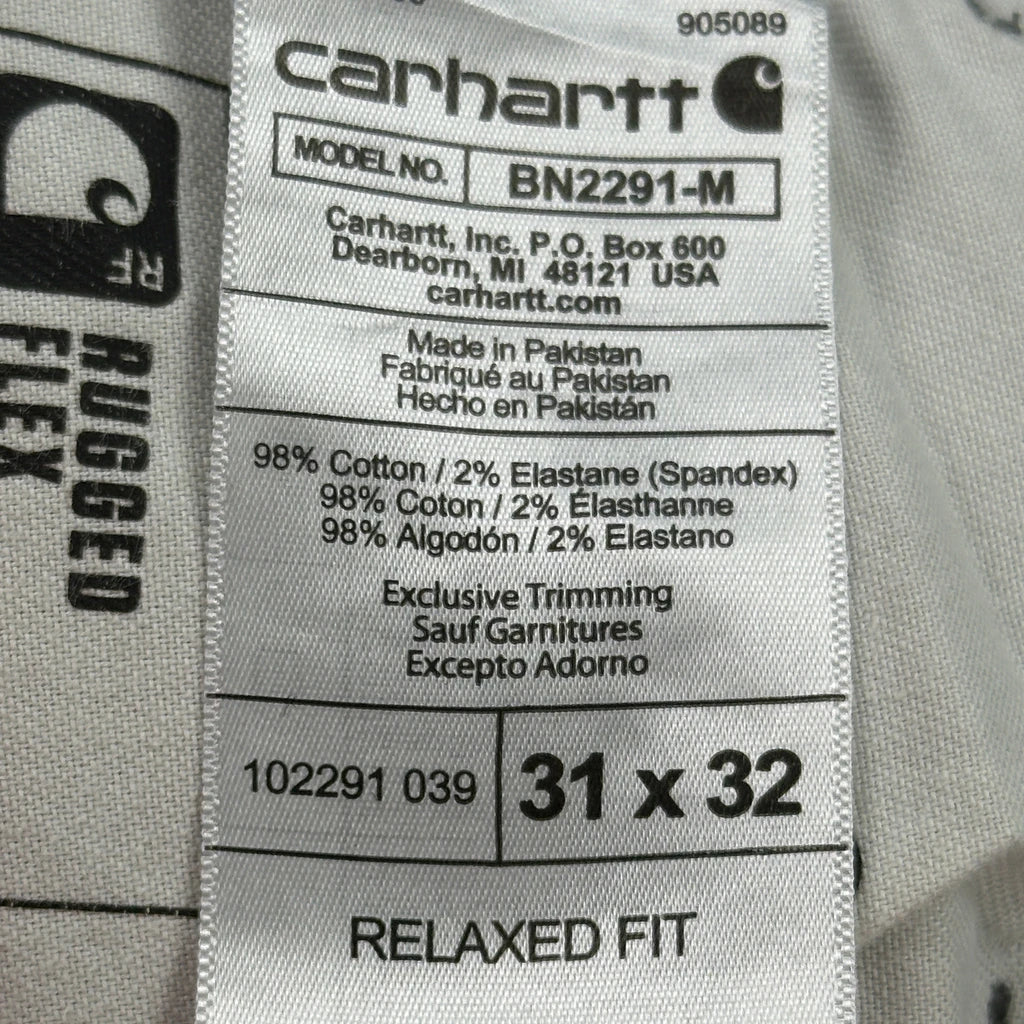 905089
carhartt
MODEL NO. BN2291-M
Carhartt, Inc. P.O. Box 600
Dearborn, MI 48121 USA
carhartt.com
Made in Pakistan
Fabriqué au Pakistan
Hecho en Pakistán
98% Cotton / 2% Elastane (Spandex)
98% Coton / 2% Élasthanne
98% Algodón / 2% Elastano
Exclusive Trimming
Sauf Garnitures
Excepto Adorno
102291 039 31 x 32
RELAXED FIT
RF
RUGGED
FLEX